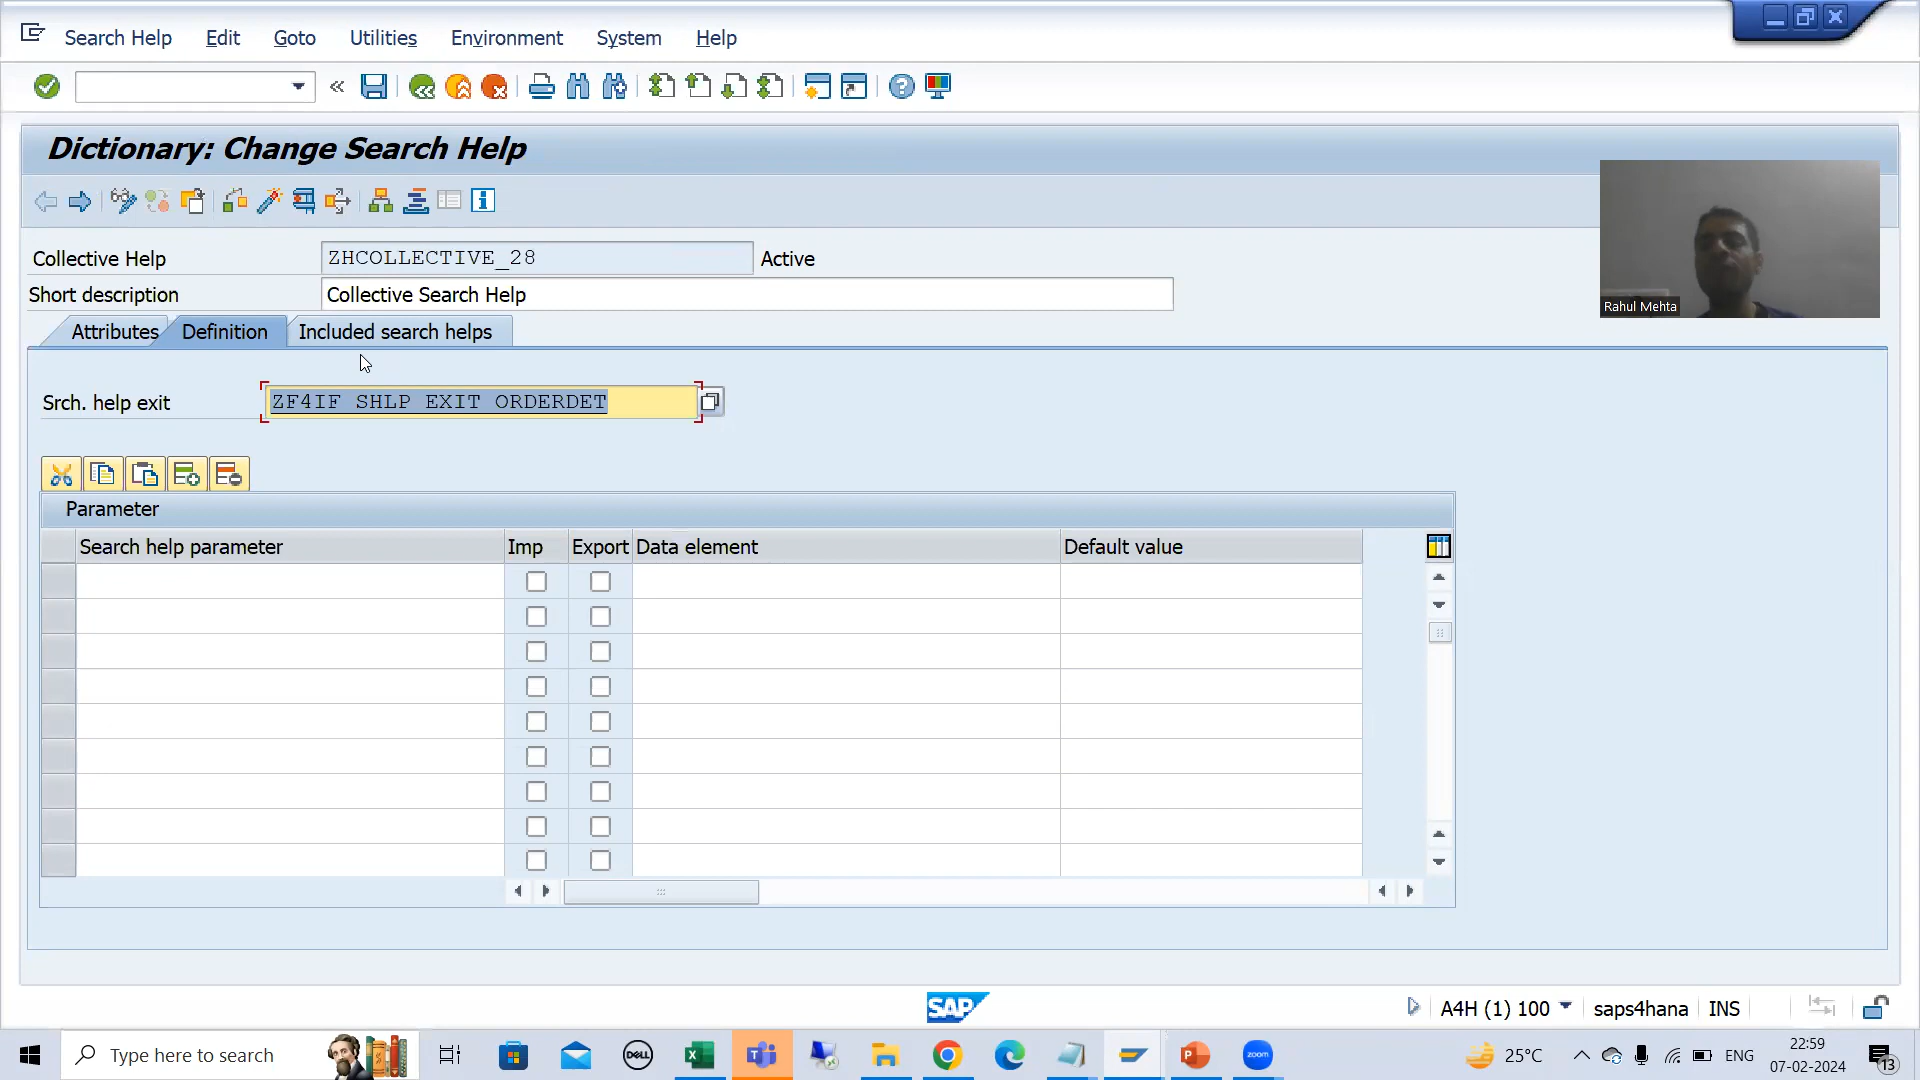 Search Help Edit Goto Utilities Environment System Help
Dictionary: Change Search Help
Collective Help ZHCOLLECTIVE_28 Active
Short description Collective Search Help
Attributes Definition Included search helps
Srch. help exit ZF4IF SHLP EXIT ORDERDET
Parameter
Search help parameter Imp Export Data element Default value
Rahul Mehta
SAP A4H (1) 100 saps4hana INS
Type here to search DELL zoom 25°C ENG 22:59
07-02-2024 13